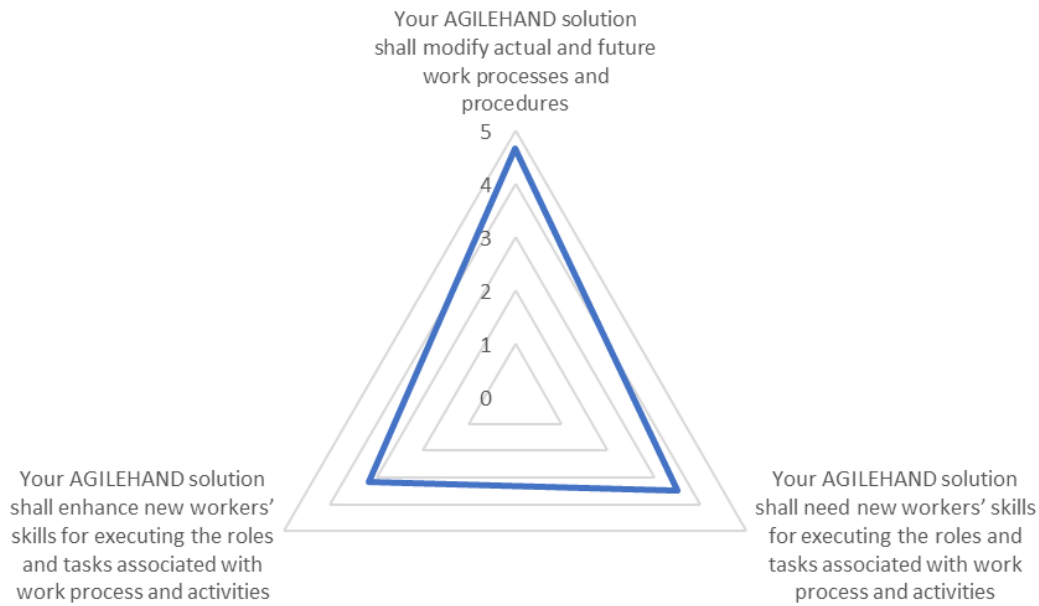 Your AGILEHAND solution
shall modify actual and future
work processes and
procedures
5
4
3
2
1
0
Your AGILEHAND solution
shall enhance new workers’
skills for executing the roles
and tasks associated with
work process and activities
Your AGILEHAND solution
shall need new workers’ skills
for executing the roles and
tasks associated with work
process and activities